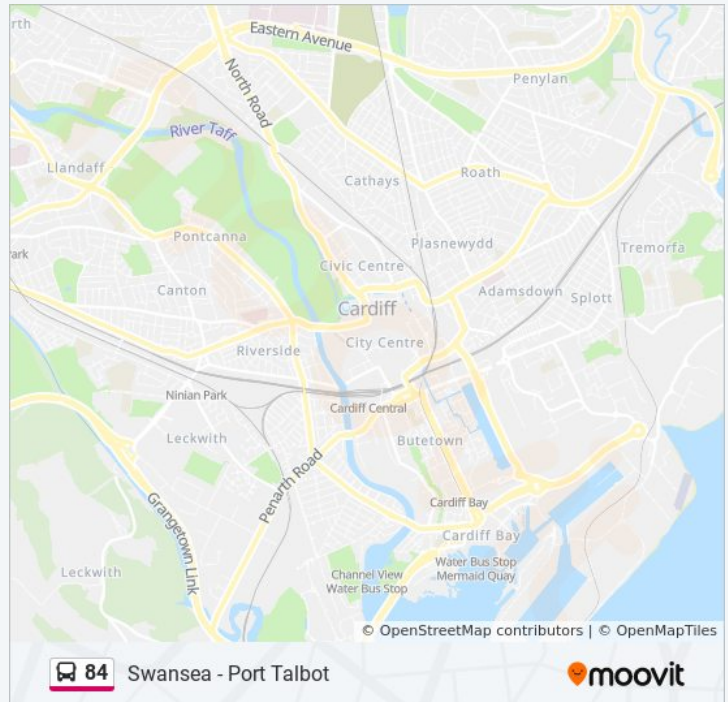 rth
Eastern Avenue
North Road
Penylan
River Taff
Llandaff
Cathays
Roath
Pontcanna
Plasnewydd
Tremorfa
ark
Civic Centre
Canton
Adamsdown
Splott
Cardiff
City Centre
Riverside
Ninian Park
Cardiff Central
Leckwith
Butetown
Penarth Road
Grangetown Link
Cardiff Bay
Cardiff Bay
Leckwith
Channel View
Water Bus Stop
Water Bus Stop
Mermaid Quay
© OpenStreetMap contributors | © OpenMapTiles
84 Swansea - Port Talbot
moovit